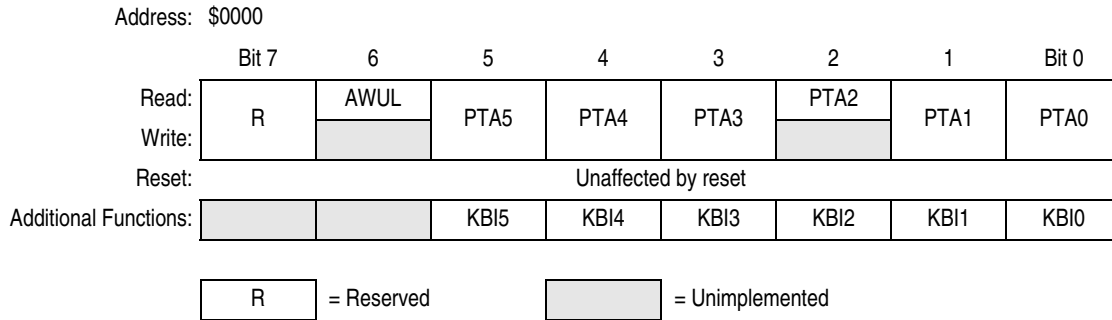 Address: $0000
Bit 7 6 5 4 3 2 1 Bit 0
Read: R AWUL PTA5 PTA4 PTA3 PTA2 PTA1 PTA0
Write:
Reset: Unaffected by reset
Additional Functions: KBI5 KBI4 KBI3 KBI2 KBI1 KBI0
R = Reserved = Unimplemented